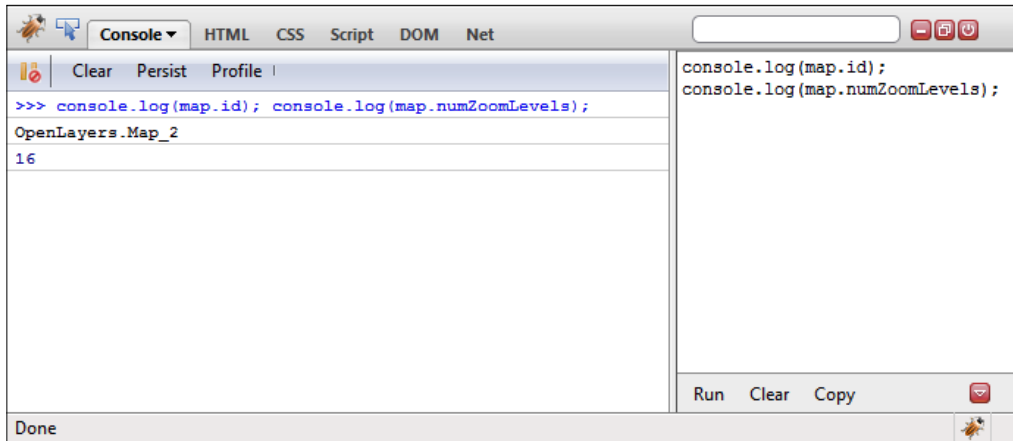 Console HTML CSS Script DOM Net
Clear Persist Profile
>>> console.log(map.id); console.log(map.numZoomLevels);
OpenLayers.Map_2
16
console.log(map.id);
console.log(map.numZoomLevels);
Run Clear Copy
Done